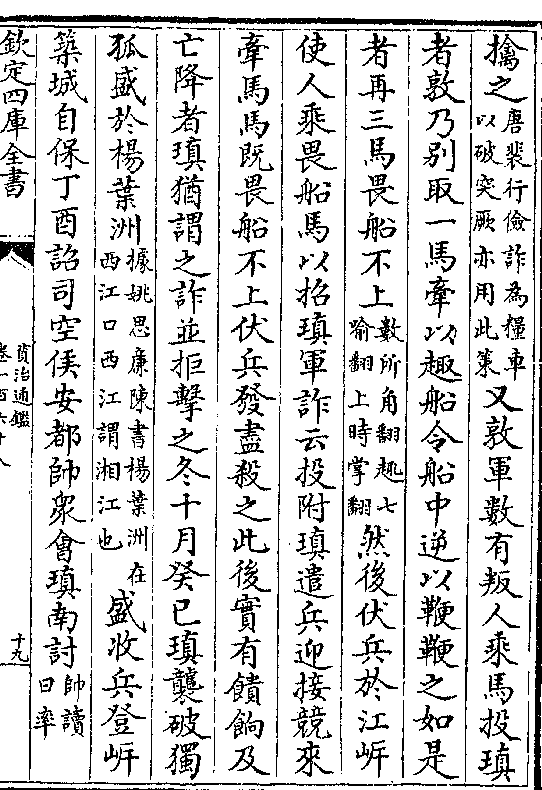 擒之唐裴行儉詐為糧車以破突厥亦用此策又敦軍數有叛人乘馬投瑱
者敦乃别取一馬牽以趣船令船中逆以鞭鞭之如是
者再三馬畏船不上數所角翻趣七喻翻上時掌翻然後伏兵於江岍
使人乘畏船馬以招瑱軍詐云投附瑱遣兵迎接競來
牽馬馬既畏船不上伏兵發盡殺之此後實有饋餉及
亡降者瑱猶謂之詐並拒擊之冬十月癸巳瑱襲破獨
孤盛於楊葉洲據姚思廉陳書楊葉洲在西江口西江謂湘江也盛收兵登岍
築城自保丁酉詔司空侯安都帥衆會瑱南討帥讀曰率
欽定四庫全書
資治通鑑
卷一百六十八
十九